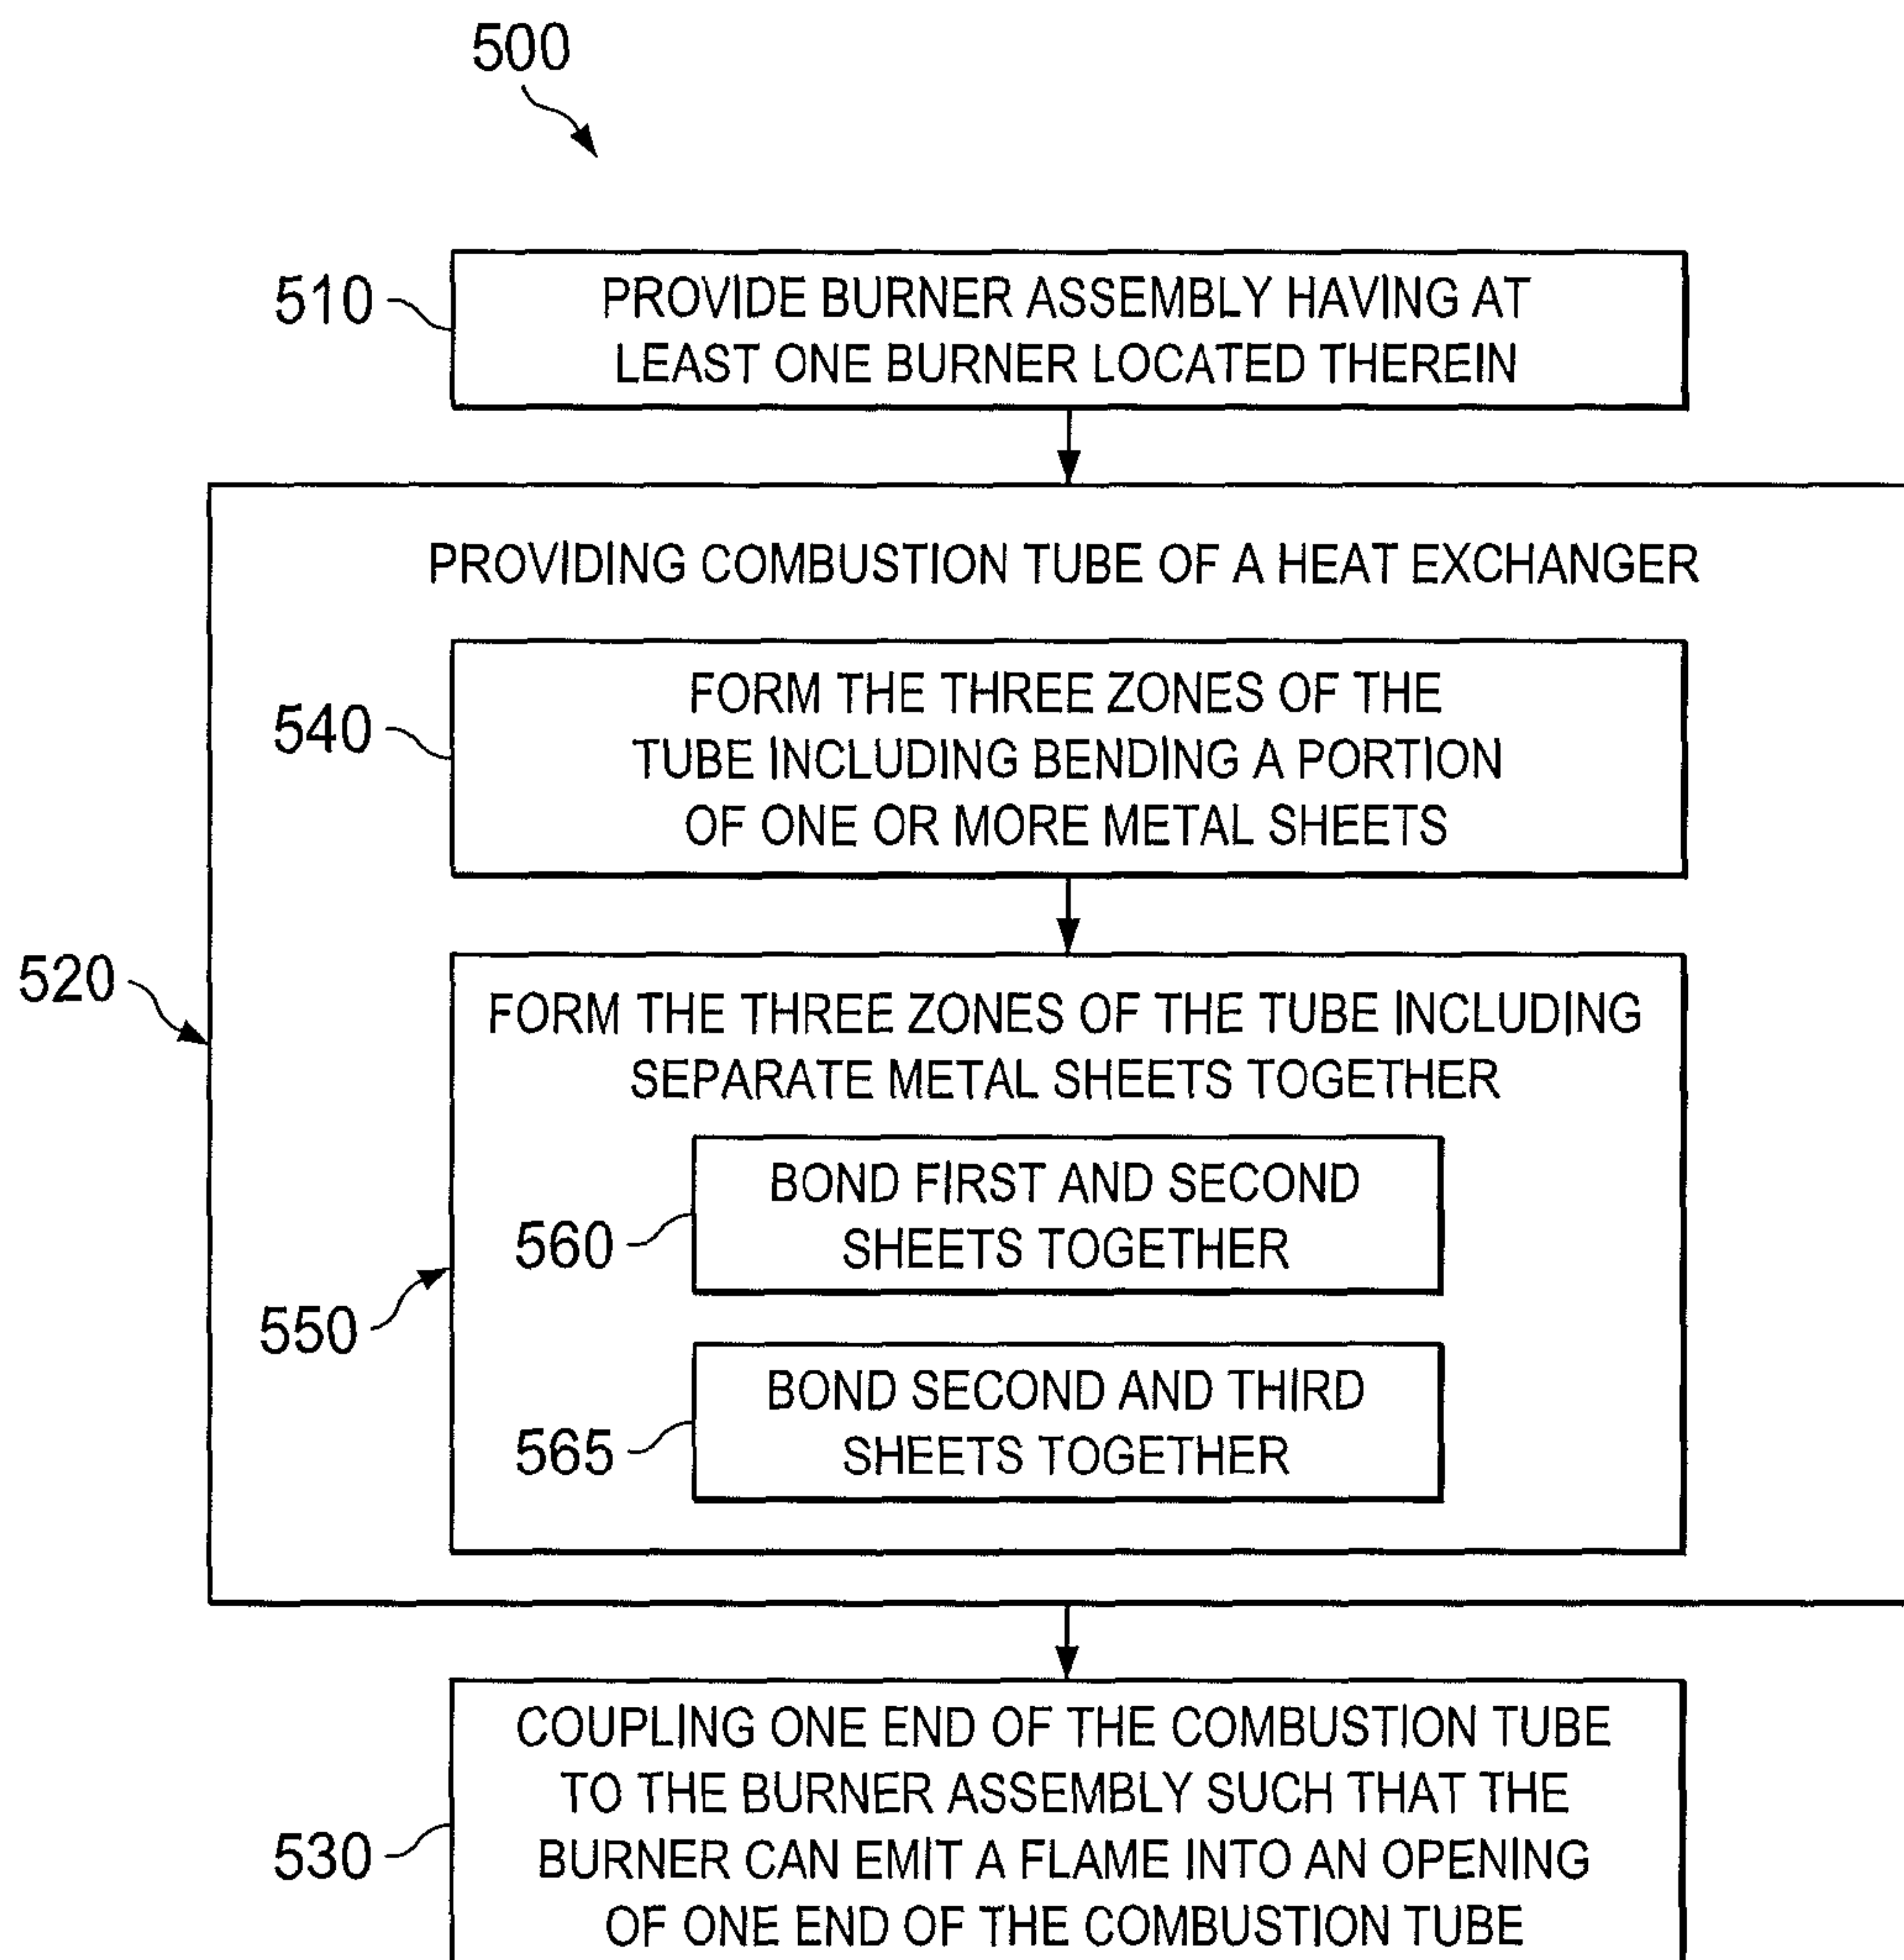 500
510
PROVIDE BURNER ASSEMBLY HAVING AT
LEAST ONE BURNER LOCATED THEREIN
PROVIDING COMBUSTION TUBE OF A HEAT EXCHANGER
540
FORM THE THREE ZONES OF THE
TUBE INCLUDING BENDING A PORTION
OF ONE OR MORE METAL SHEETS
520
FORM THE THREE ZONES OF THE TUBE INCLUDING
SEPARATE METAL SHEETS TOGETHER
BOND FIRST AND SECOND
SHEETS TOGETHER
560
550
BOND SECOND AND THIRD
SHEETS TOGETHER
565
COUPLING ONE END OF THE COMBUSTION TUBE
TO THE BURNER ASSEMBLY SUCH THAT THE
BURNER CAN EMIT A FLAME INTO AN OPENING
OF ONE END OF THE COMBUSTION TUBE
530